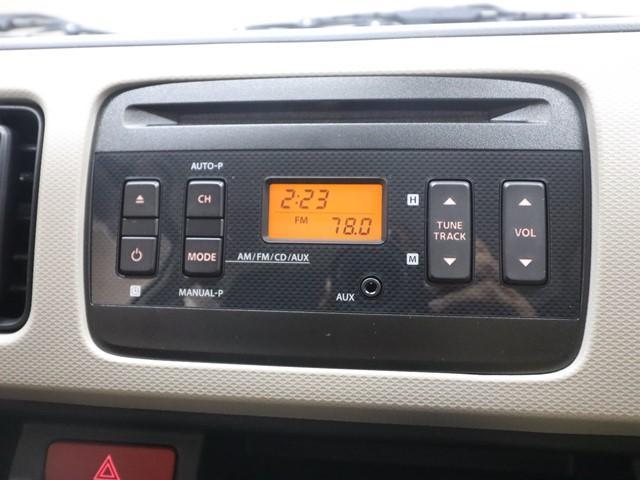 AUTO-P
CH
2:23
FM 78.0
H
TUNE
TRACK
VOL
MODE
AM/FM/CD/AUX
M
MANUAL-P
AUX